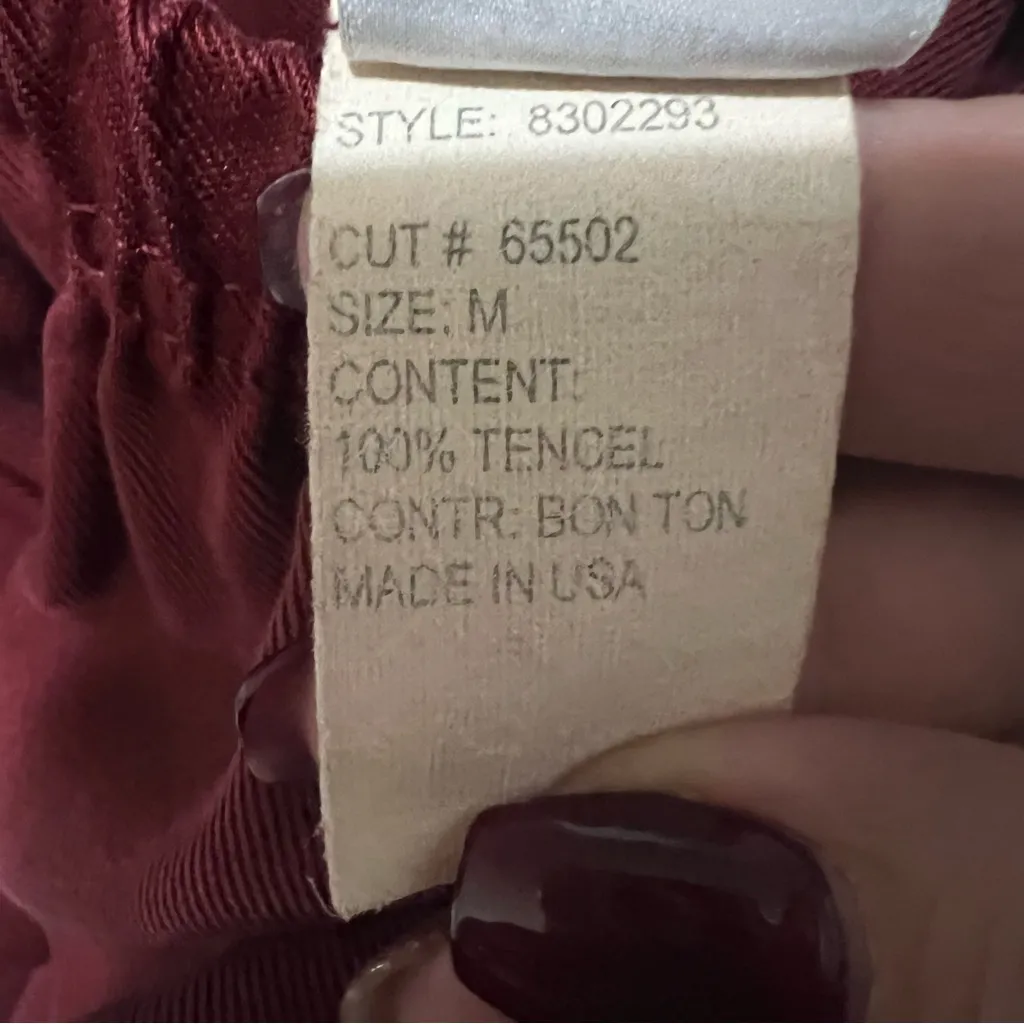 STYLE: 8302293
CUT # 65502
SIZE: M
CONTENT:
100% TENCEL
CONTR: BON TON
MADE IN USA